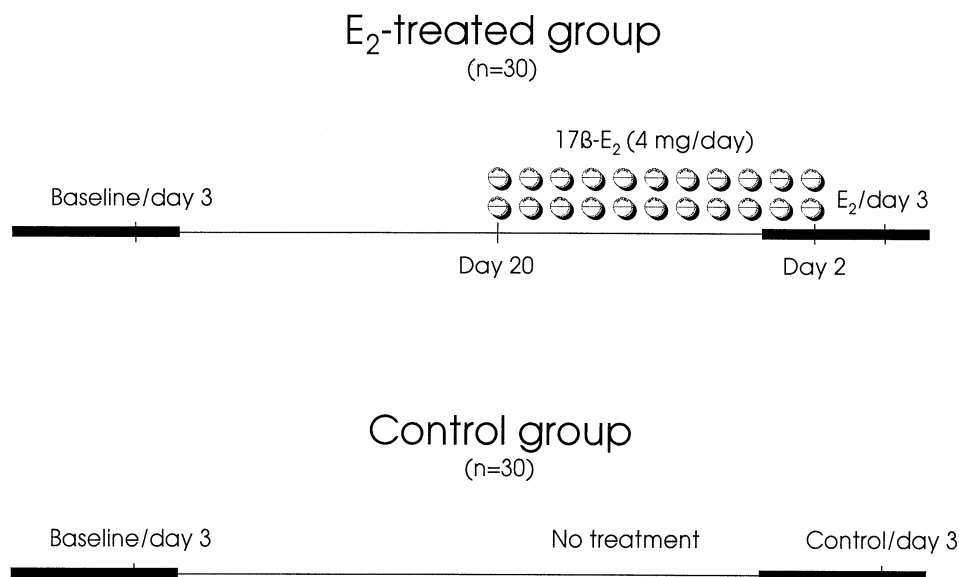 E₂-treated group
(n=30)
17ß-E₂ (4 mg/day)
Baseline/day 3
E₂/day 3
Day 20
Day 2
Control group
(n=30)
Baseline/day 3
No treatment
Control/day 3